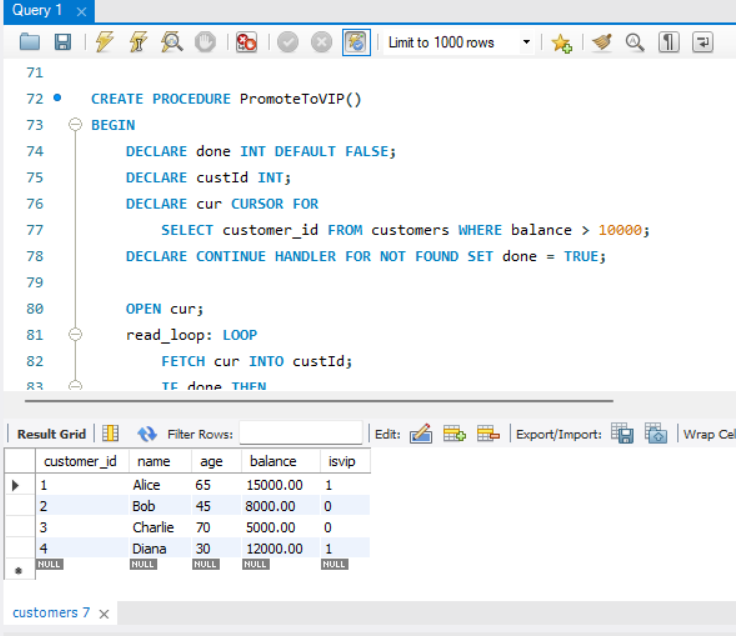 Query 1
Limit to 1000 rows
71
72 CREATE PROCEDURE PromoteToVIP()
73 BEGIN
74 DECLARE done INT DEFAULT FALSE;
75 DECLARE custId INT;
76 DECLARE cur CURSOR FOR
77 SELECT customer_id FROM customers WHERE balance > 10000;
78 DECLARE CONTINUE HANDLER FOR NOT FOUND SET done = TRUE;
79
80 OPEN cur;
81 read_loop: LOOP
82 FETCH cur INTO custId;
83 IF done THEN
Result Grid Filter Rows: Edit: Export/Import: Wrap Cel
customer_id name age balance isvip
1 Alice 65 15000.00 1
2 Bob 45 8000.00 0
3 Charlie 70 5000.00 0
4 Diana 30 12000.00 1
NULL NULL NULL NULL NULL
customers 7